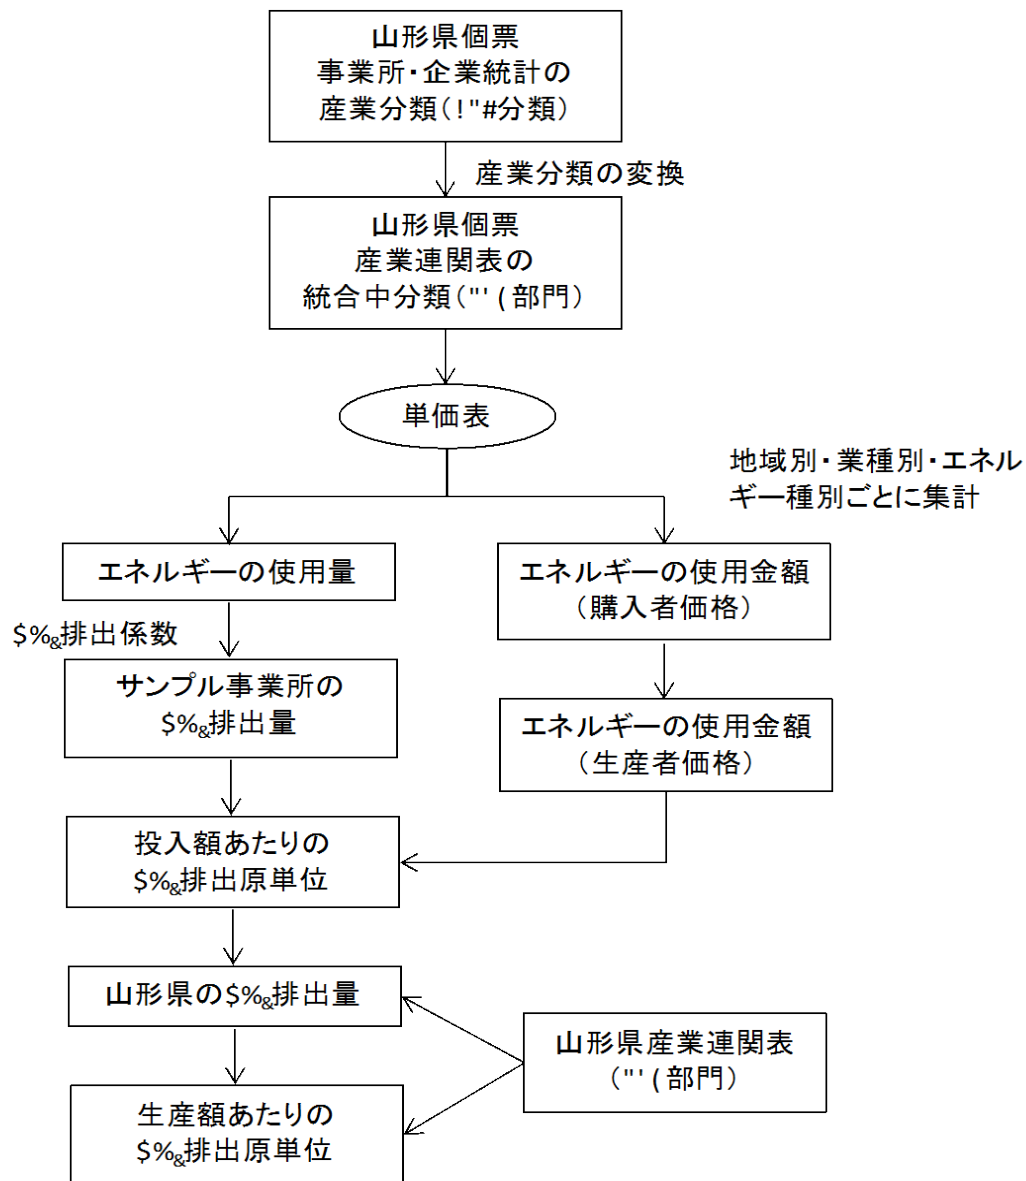 山形県個票
事業所・企業統計の
産業分類(!"#分類)
産業分類の変換
山形県個票
産業連関表の
統合中分類("'(部門)
単価表
地域別・業種別・エネル
ギー種別ごとに集計
エネルギーの使用量
エネルギーの使用金額
(購入者価格)
$%&排出係数
サンプル事業所の
$%&排出量
エネルギーの使用金額
(生産者価格)
投入額あたりの
$%&排出原単位
山形県の$%&排出量
山形県産業連関表
("'(部門)
生産額あたりの
$%&排出原単位